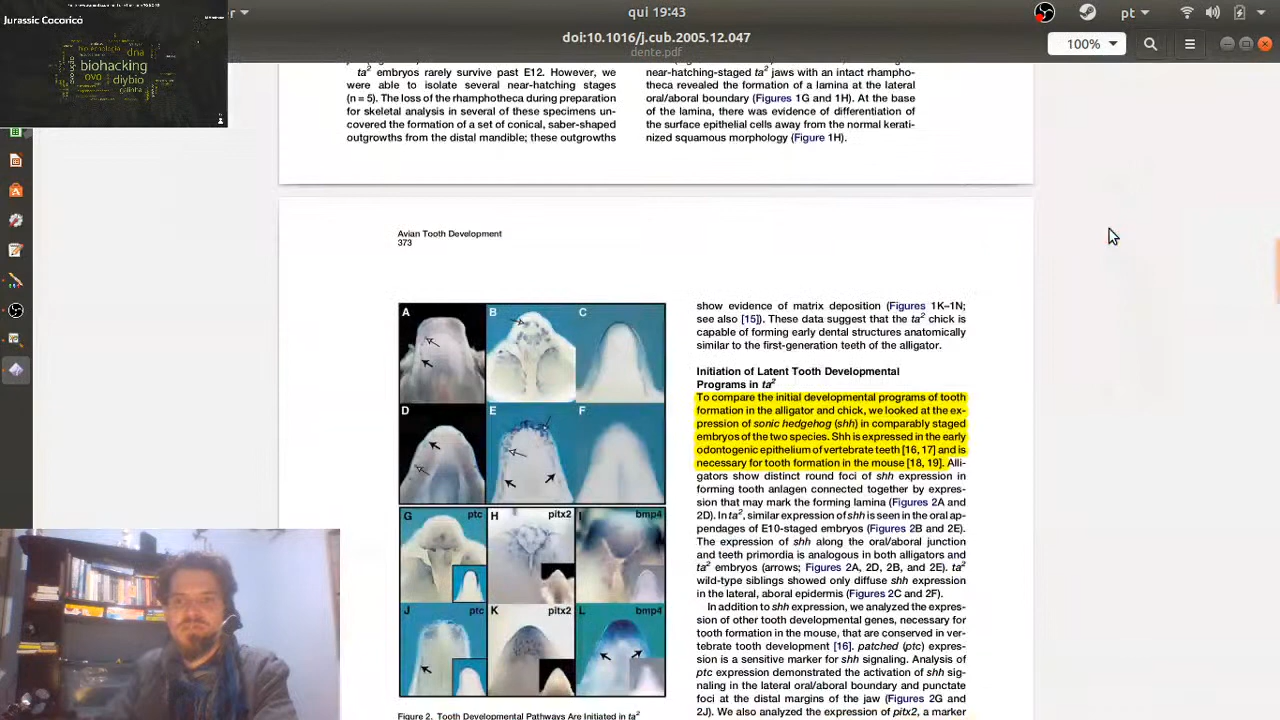 Jurassic Cacaricá
biotecnologia
dna
biohacking
ovo
diybio
galinha
qui 19:43
pt
doi:10.1016/j.cub.2005.12.047
dente.pdf
100%
ta2 embryos rarely survive past E12. However, we
were able to isolate several near-hatching stages
(n = 5). The loss of the rhamphotheca during preparation
for skeletal analysis in several of these specimens un-
covered the formation of a set of conical, saber-shaped
outgrowths from the distal mandible; these outgrowths
near-hatching-staged ta2 jaws with an intact rhampho-
theca revealed the formation of a lamina at the lateral
oral/aboral boundary (Figures 1G and 1H). At the base
of the lamina, there was evidence of differentiation of
the surface epithelial cells away from the normal kerati-
nized squamous morphology (Figure 1H).
Avian Tooth Development
373
A
B
C
D
E
F
G ptc
H pitx2
I bmp4
J ptc
K pitx2
L bmp4
Figure 2. Tooth Developmental Pathways Are Initiated in ta2
show evidence of matrix deposition (Figures 1K–1N;
see also [15]). These data suggest that the ta2 chick is
capable of forming early dental structures anatomically
similar to the first-generation teeth of the alligator.
Initiation of Latent Tooth Developmental
Programs in ta2
To compare the initial developmental programs of tooth
formation in the alligator and chick, we looked at the ex-
pression of sonic hedgehog (shh) in comparably staged
embryos of the two species. Shh is expressed in the early
odontogenic epithelium of vertebrate teeth [16, 17] and is
necessary for tooth formation in the mouse [18, 19]. Alli-
gators show distinct round foci of shh expression in
forming tooth anlagen connected together by expres-
sion that may mark the forming lamina (Figures 2A and
2D). In ta2, similar expression of shh is seen in the oral ap-
pendages of E10-staged embryos (Figures 2B and 2E).
The expression of shh along the oral/aboral junction
and teeth primordia is analogous in both alligators and
ta2 embryos (arrows; Figures 2A, 2D, 2B, and 2E). ta2
wild-type siblings showed only diffuse shh expression
in the lateral, aboral epidermis (Figures 2C and 2F).
In addition to shh expression, we analyzed the expres-
sion of other tooth developmental genes, necessary for
tooth formation in the mouse, that are conserved in ver-
tebrate tooth development [16]. patched (ptc) expres-
sion is a sensitive marker for shh signaling. Analysis of
ptc expression demonstrated the activation of shh sig-
naling in the lateral oral/aboral boundary and punctate
foci at the distal margins of the jaw (Figures 2G and
2J). We also analyzed the expression of pitx2, a marker